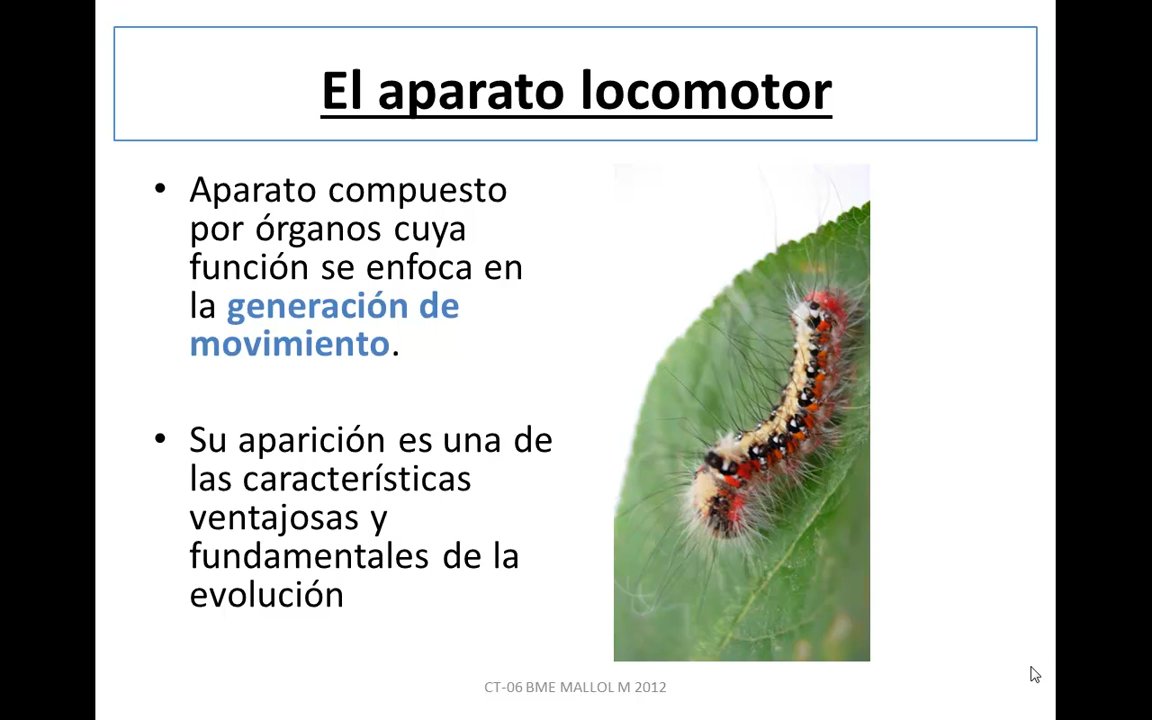 El aparato locomotor
• Aparato compuesto
por órganos cuya
función se enfoca en
la generación de
movimiento.
• Su aparición es una de
las características
ventajosas y
fundamentales de la
evolución
CT-06 BME MALLOL M 2012